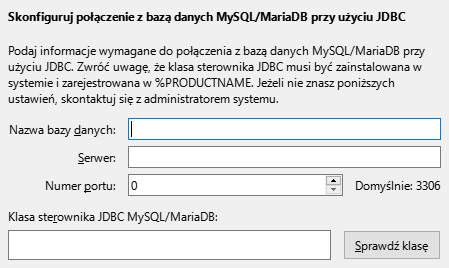 Skonfiguruj połączenie z bazą danych MySQL/MariaDB przy użyciu JDBC
Podaj informacje wymagane do połączenia z bazą danych MySQL/MariaDB przy
użyciu JDBC. Zwróć uwagę, że klasa sterownika JDBC musi być zainstalowana w
systemie i zarejestrowana w %PRODUCTNAME. Jeżeli nie znasz poniższych
ustawień, skontaktuj się z administratorem systemu.
Nazwa bazy danych:
Serwer:
Numer portu: 0 Domyślnie: 3306
Klasa sterownika JDBC MySQL/MariaDB:
Sprawdź klasę